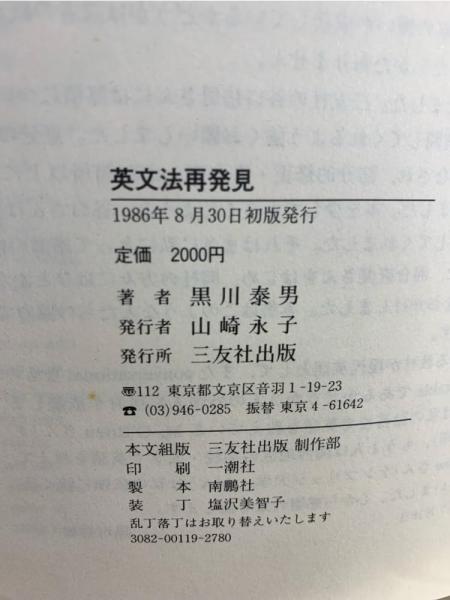 英文法再発見
1986年8月30日初版発行
定価 2000円
著者 黒川泰男
発行者 山崎永子
発行所 三友社出版
〠112 東京都文京区音羽1-19-23
☎(03)946-0285 振替 東京4-61642
本文組版 三友社出版 制作部
印刷 一潮社
製本 南鵬社
装丁 塩沢美智子
乱丁落丁はお取り替えいたします
3082-00119-2780